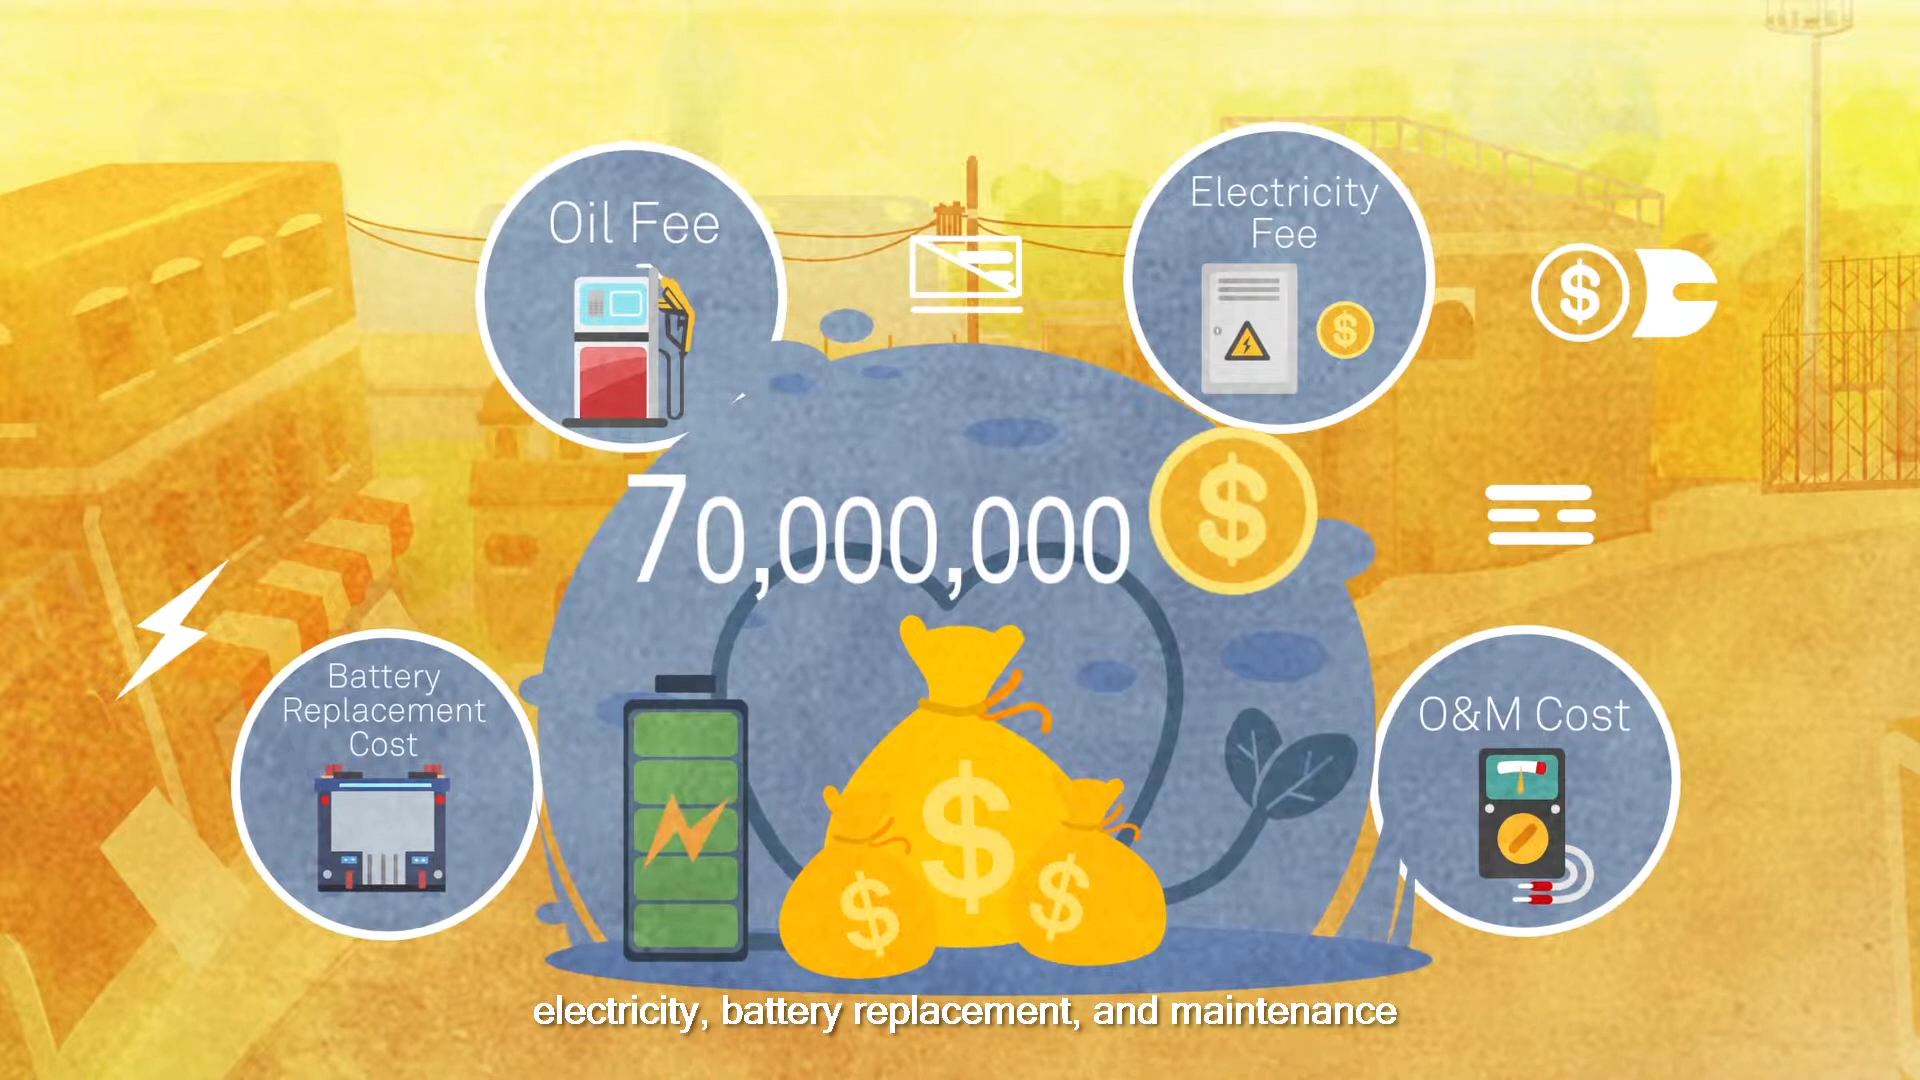 Oil Fee
Electricity
Fee
70,000,000
Battery
Replacement
Cost
O&M Cost
electricity, battery replacement, and maintenance